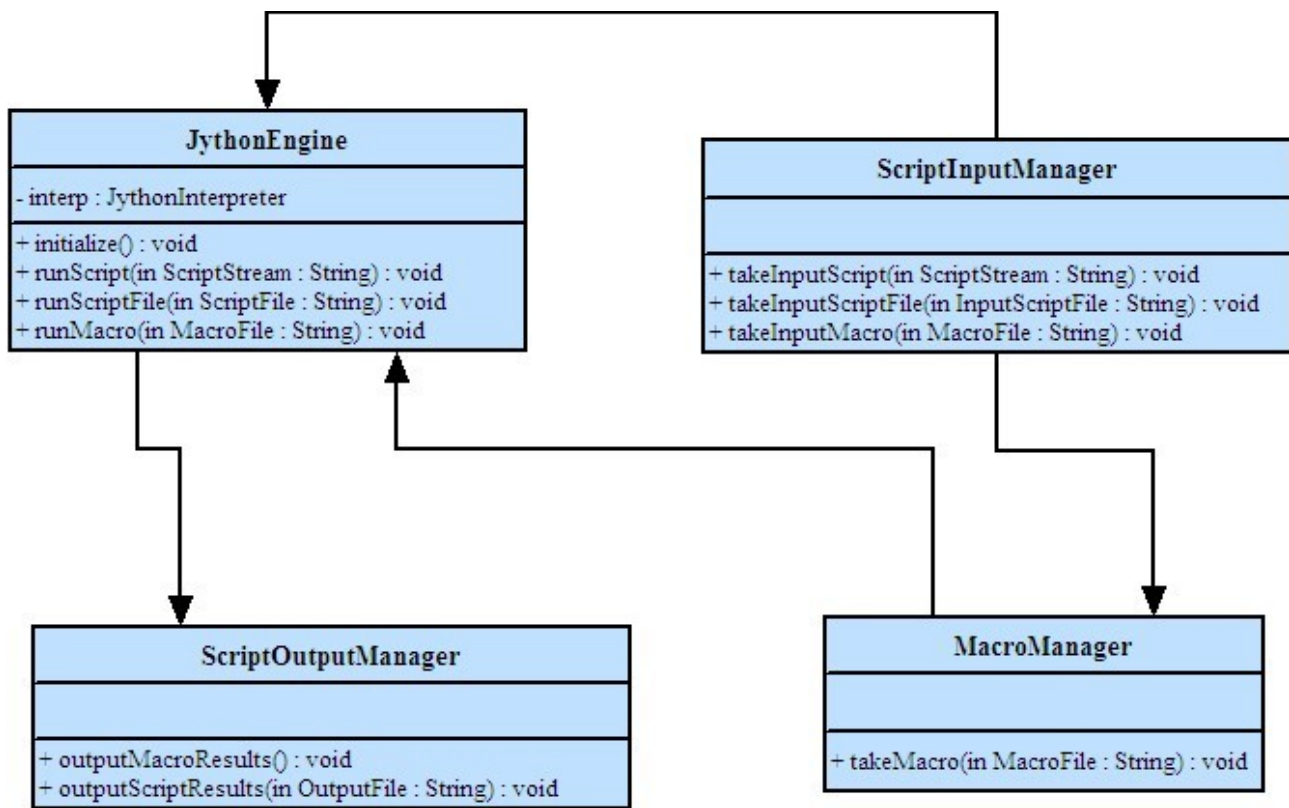 JythonEngine
- interp : JythonInterpreter
+ initialize() : void
+ runScript(in ScriptStream : String) : void
+ runScriptFile(in ScriptFile : String) : void
+ runMacro(in MacroFile : String) : void
ScriptInputManager
+ takeInputScript(in ScriptStream : String) : void
+ takeInputScriptFile(in InputScriptFile : String) : void
+ takeInputMacro(in MacroFile : String) : void
ScriptOutputManager
+ outputMacroResults() : void
+ outputScriptResults(in OutputFile : String) : void
MacroManager
+ takeMacro(in MacroFile : String) : void